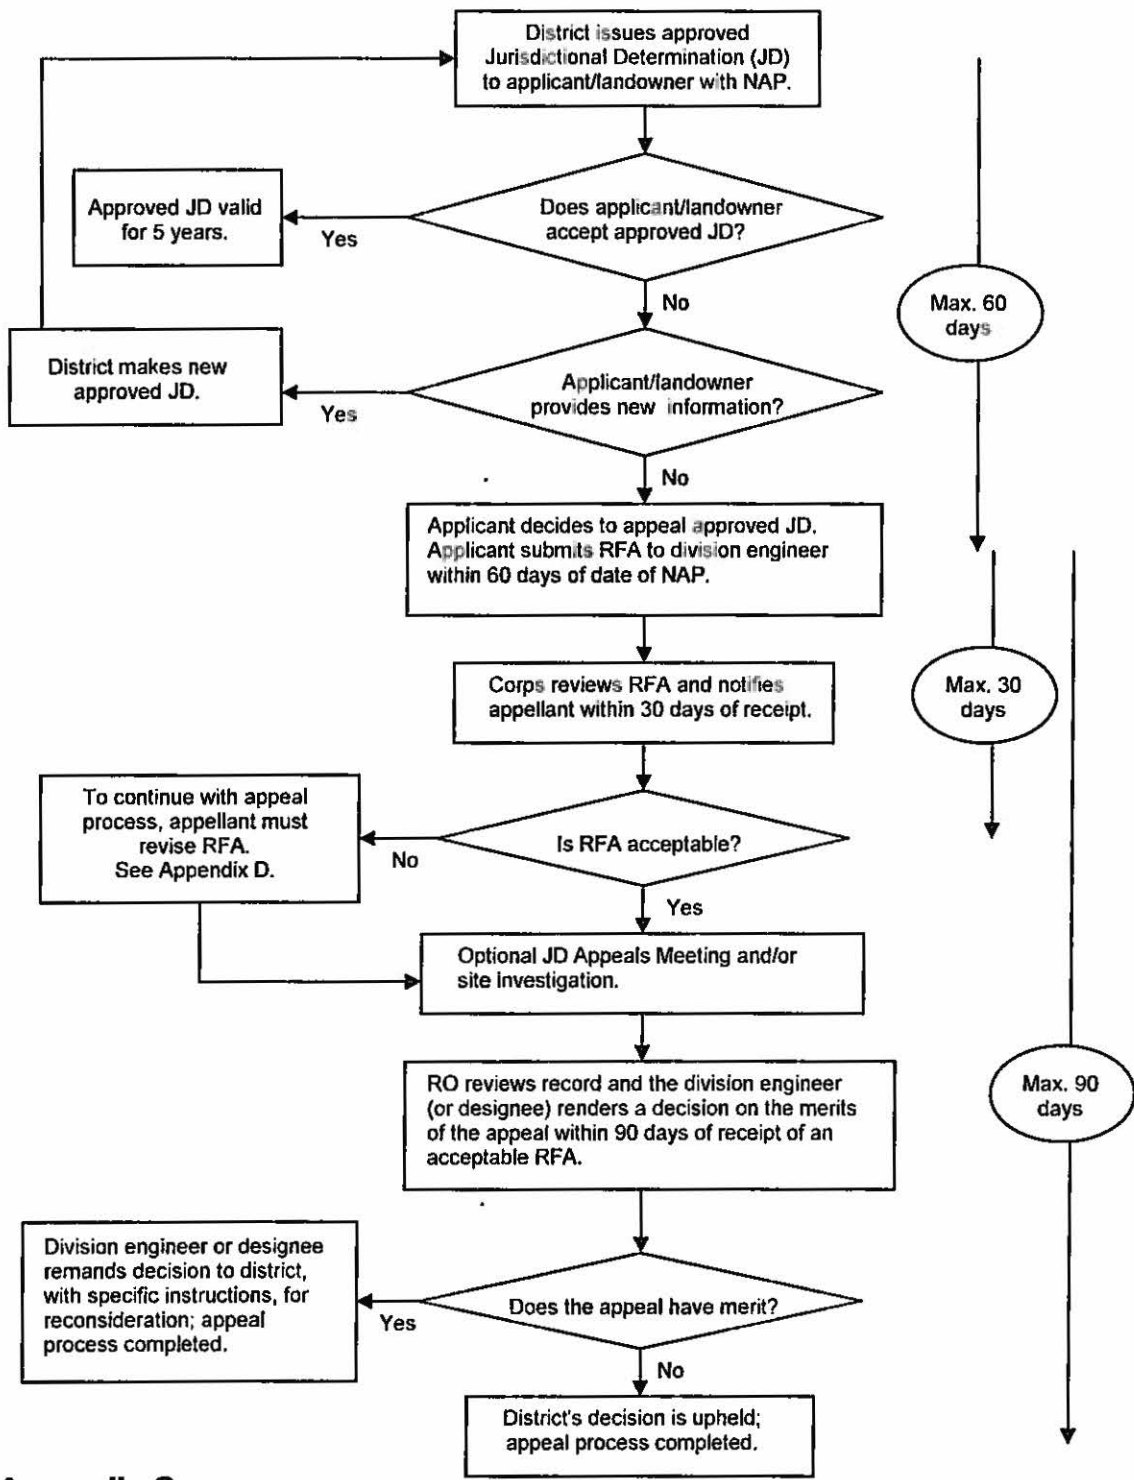 District issues approved
Jurisdictional Determination (JD)
to applicant/landowner with NAP.
Approved JD valid
for 5 years.
Yes
Does applicant/landowner
accept approved JD?
No
Max. 60
days
District makes new
approved JD.
Yes
Applicant/landowner
provides new information?
No
Applicant decides to appeal approved JD.
Applicant submits RFA to division engineer
within 60 days of date of NAP.
Corps reviews RFA and notifies
appellant within 30 days of receipt.
Max. 30
days
To continue with appeal
process, appellant must
revise RFA.
See Appendix D.
No
Is RFA acceptable?
Yes
Optional JD Appeals Meeting and/or
site investigation.
RO reviews record and the division engineer
(or designee) renders a decision on the merits
of the appeal within 90 days of receipt of an
acceptable RFA.
Max. 90
days
Division engineer or designee
remands decision to district,
with specific instructions, for
reconsideration; appeal
process completed.
Yes
Does the appeal have merit?
No
District's decision is upheld;
appeal process completed.